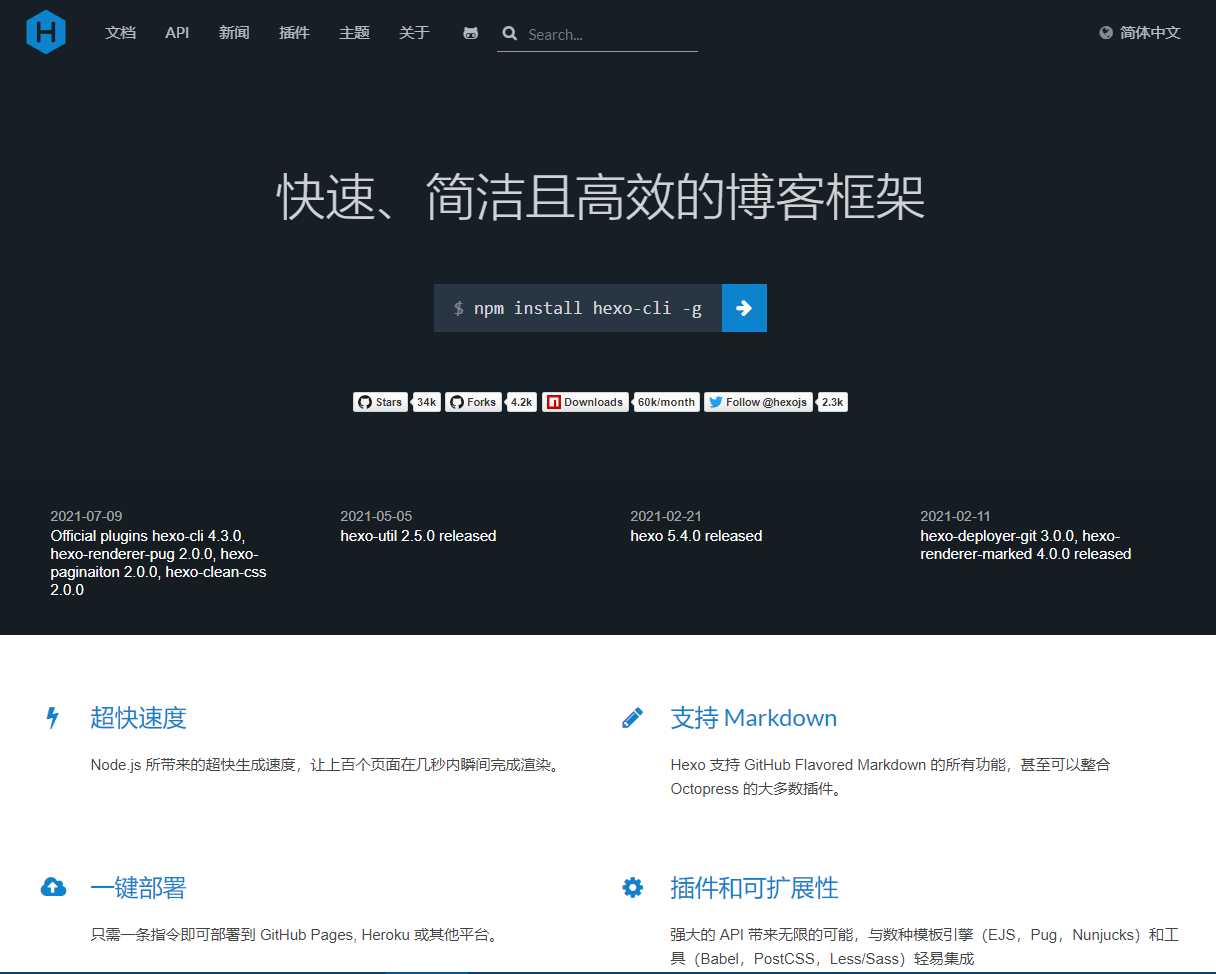 H
文档 API 新闻 插件 主题 关于 Search... 简体中文
快速、简洁且高效的博客框架
$ npm install hexo-cli -g
Stars 34k Forks 4.2k Downloads 60k/month Follow @hexojs 2.3k
2021-07-09
Official plugins hexo-cli 4.3.0,
hexo-renderer-pug 2.0.0, hexo-
paginaiton 2.0.0, hexo-clean-css
2.0.0
2021-05-05
hexo-util 2.5.0 released
2021-02-21
hexo 5.4.0 released
2021-02-11
hexo-deployer-git 3.0.0, hexo-
renderer-marked 4.0.0 released
超快速度
Node.js 所带来的超快生成速度，让上百个页面在几秒内瞬间完成渲染。
支持 Markdown
Hexo 支持 GitHub Flavored Markdown 的所有功能，甚至可以整合
Octopress 的大多数插件。
一键部署
只需一条指令即可部署到 GitHub Pages, Heroku 或其他平台。
插件和可扩展性
强大的 API 带来无限的可能，与数种模板引擎（EJS，Pug，Nunjucks）和工
具（Babel，PostCSS，Less/Sass）轻易集成